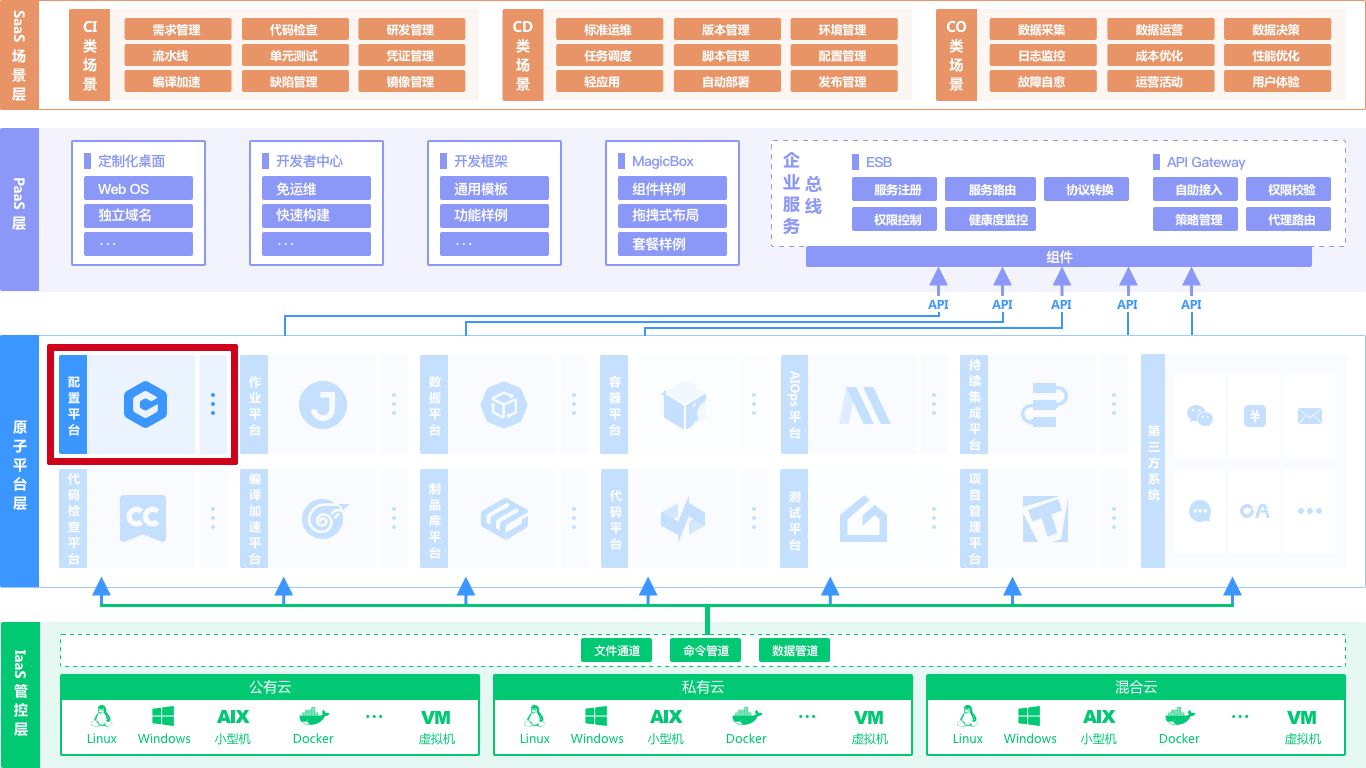 SaaS 场景层
CI 类场景
需求管理 代码检查 研发管理
流水线 单元测试 凭证管理
编译加速 缺陷管理 镜像管理
CD 类场景
标准运维 版本管理 环境管理
任务调度 脚本管理 配置管理
轻应用 自动部署 发布管理
CO 类场景
数据采集 数据运营 数据决策
日志监控 成本优化 性能优化
故障自愈 运营活动 用户体验
PaaS 层
定制化桌面
Web OS
独立域名
···
开发者中心
免运维
快速构建
···
开发框架
通用模板
功能样例
···
MagicBox
组件样例
拖拽式布局
套餐样例
企业服务总线
ESB
服务注册 服务路由 协议转换
权限控制 健康度监控
API Gateway
自助接入 权限校验
策略管理 代理路由
组件
API API API API API
原子平台层
配置平台
作业平台
J
数据平台
容器平台
AIOps平台
持续集成平台
代码检查平台
CC
编译加速平台
制品库平台
代码平台
测试平台
项目管理平台
第三方系统
¥
OA
IaaS 管控层
文件通道 命令管道 数据管道
公有云
AIX ··· VM
Linux Windows 小型机 Docker 虚拟机
私有云
AIX ··· VM
Linux Windows 小型机 Docker 虚拟机
混合云
AIX ··· VM
Linux Windows 小型机 Docker 虚拟机